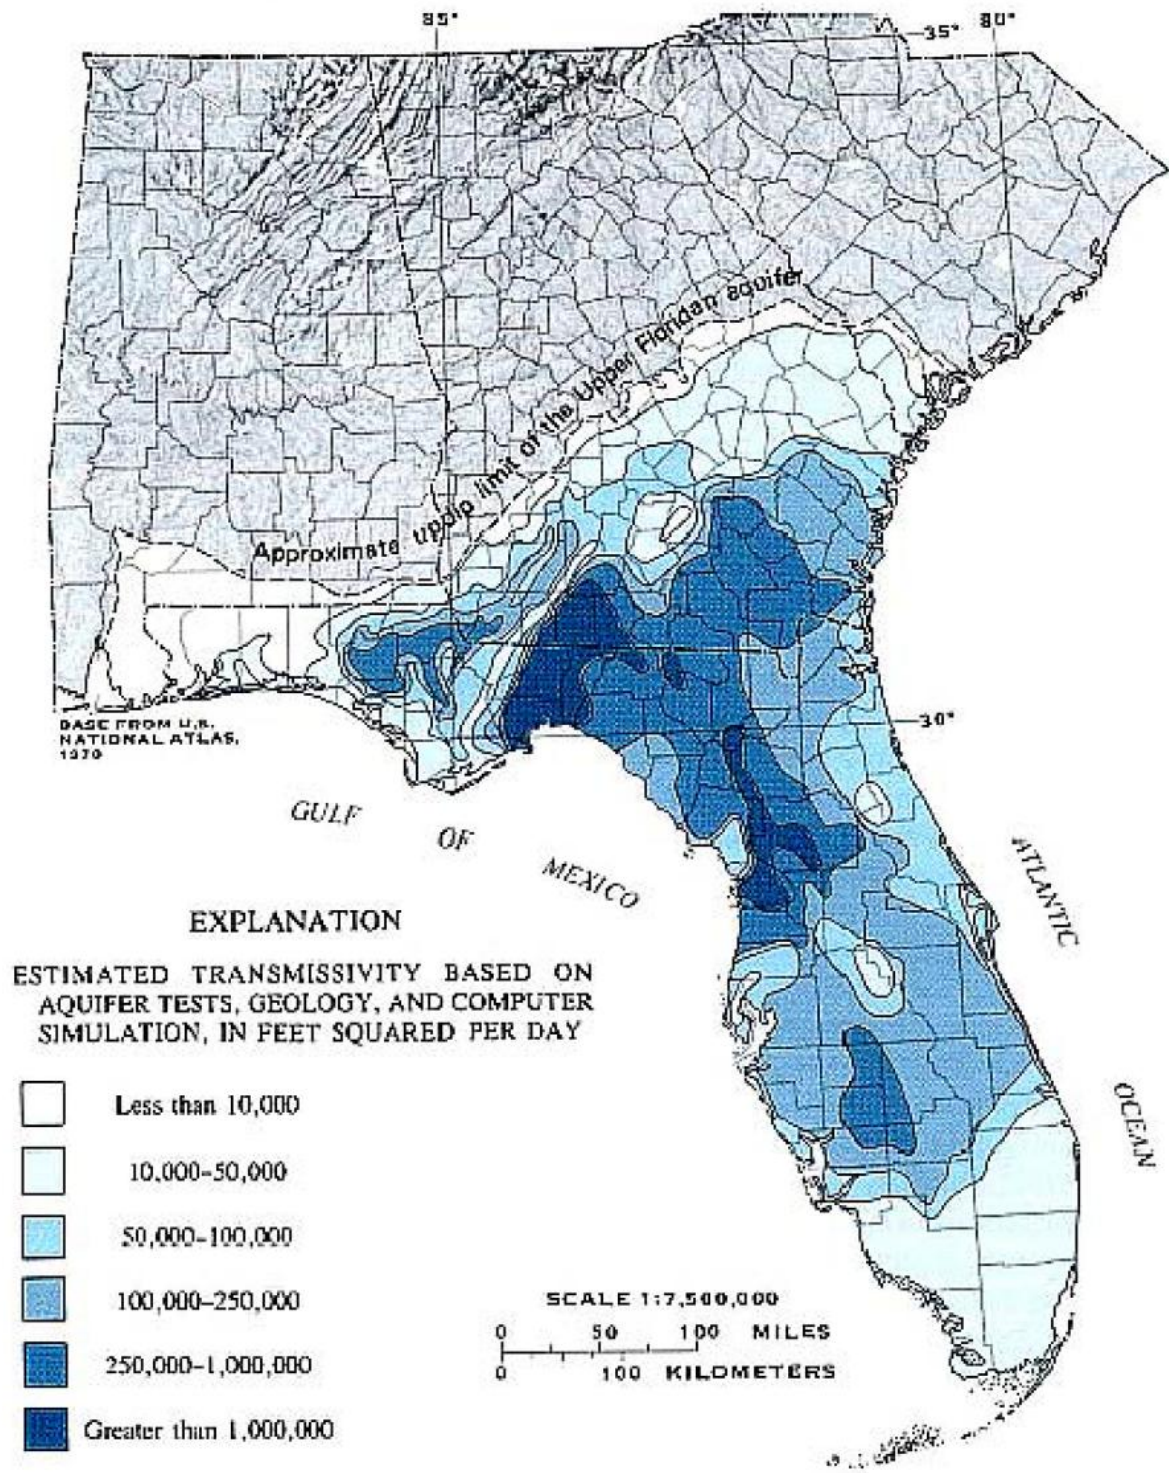 85°
35°
80°
Approximate updip limit of the Upper Floridan aquifer
BASE FROM U.S.
NATIONAL ATLAS,
1970
30°
GULF OF MEXICO
ATLANTIC OCEAN
EXPLANATION
ESTIMATED TRANSMISSIVITY BASED ON
AQUIFER TESTS, GEOLOGY, AND COMPUTER
SIMULATION, IN FEET SQUARED PER DAY
Less than 10,000
10,000–50,000
50,000–100,000
100,000–250,000
250,000–1,000,000
Greater than 1,000,000
SCALE 1:7,500,000
0 50 100 MILES
0 100 KILOMETERS